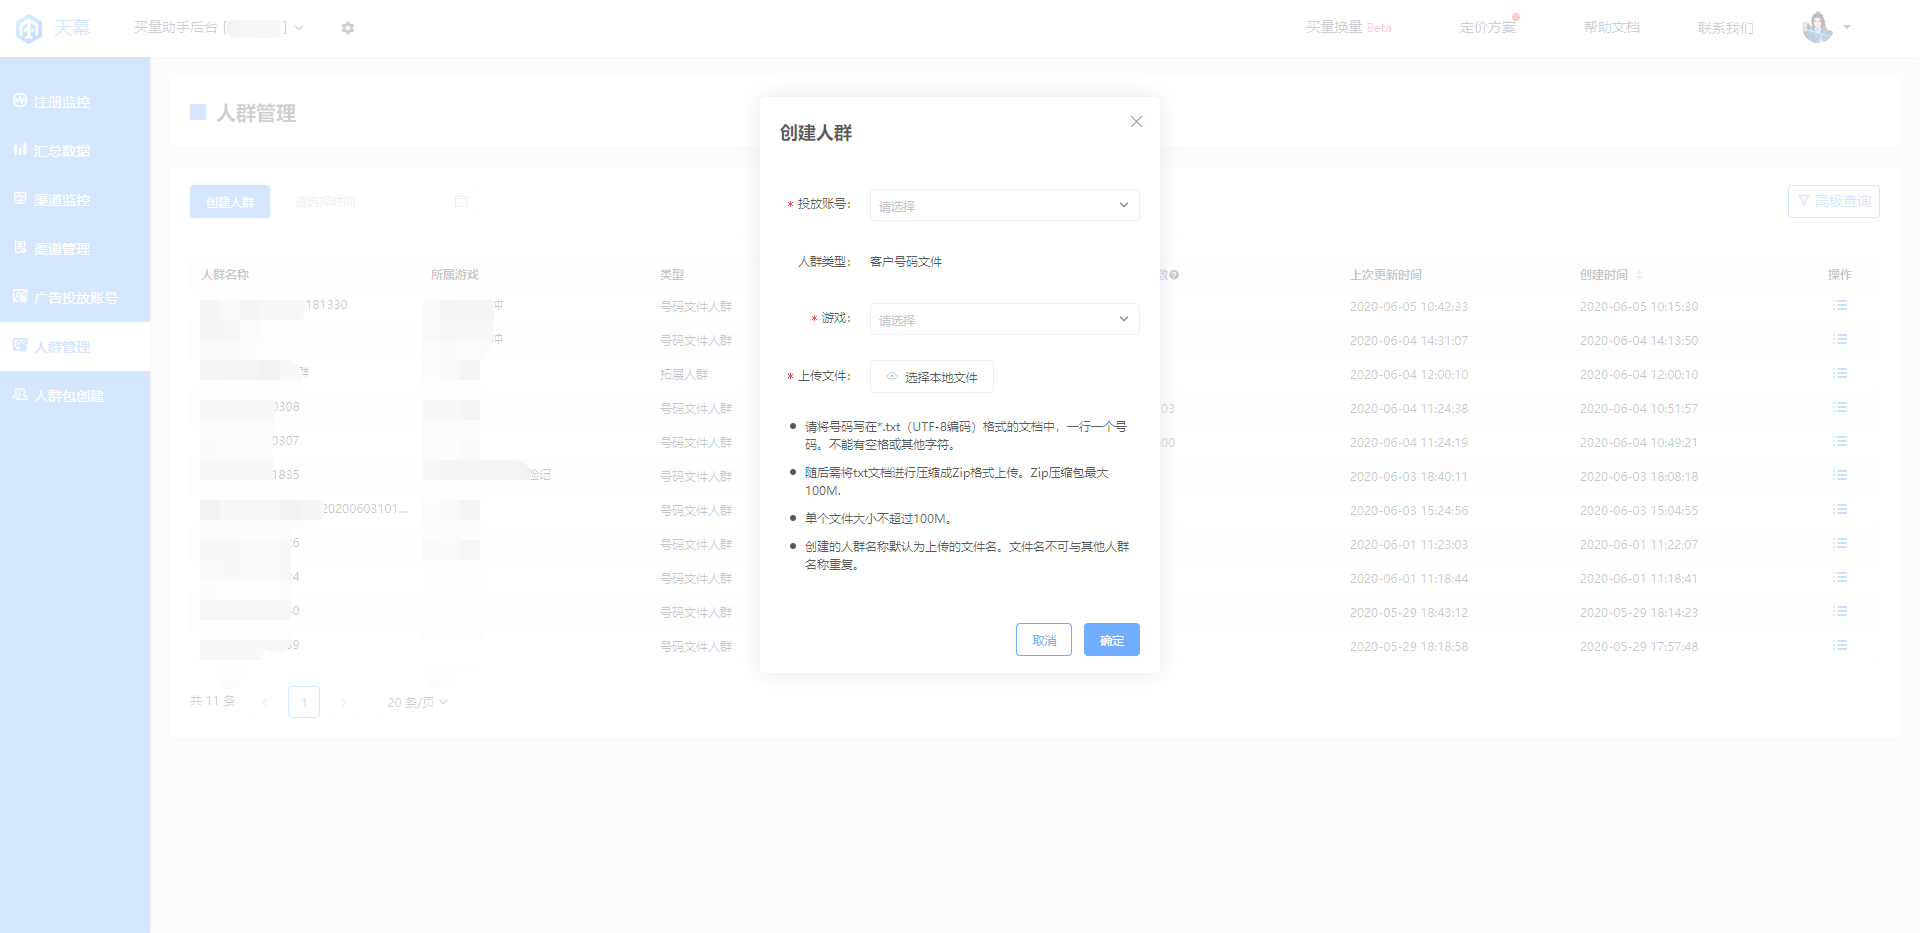 天幕
买量助手后台 [ ]
买量换量 Beta
定价方案
帮助文档
联系我们
注册监控
汇总数据
渠道监控
渠道管理
广告投放账号
人群管理
人群包创建
人群管理
创建人群
请选择时间
高级查询
人群名称 所属游戏 类型 数 上次更新时间 创建时间 操作
181330 冲 号码文件人群 2020-06-05 10:42:33 2020-06-05 10:15:30
冲 号码文件人群 2020-06-04 14:31:07 2020-06-04 14:13:50
群 拓展人群 2020-06-04 12:00:10 2020-06-04 12:00:10
0308 号码文件人群 03 2020-06-04 11:24:38 2020-06-04 10:51:57
0307 号码文件人群 00 2020-06-04 11:24:19 2020-06-04 10:49:21
1835 验记 号码文件人群 2020-06-03 18:40:11 2020-06-03 18:08:18
20200603101... 号码文件人群 2020-06-03 15:24:56 2020-06-03 15:04:55
26 号码文件人群 2020-06-01 11:23:03 2020-06-01 11:22:07
24 号码文件人群 2020-06-01 11:18:44 2020-06-01 11:18:41
0 号码文件人群 2020-05-29 18:43:12 2020-05-29 18:14:23
39 号码文件人群 2020-05-29 18:18:58 2020-05-29 17:57:48
共 11 条 1 20 条/页
创建人群
* 投放账号: 请选择
人群类型: 客户号码文件
* 游戏: 请选择
* 上传文件: 选择本地文件
请将号码写在*.txt（UTF-8编码）格式的文档中，一行一个号
码。不能有空格或其他字符。
随后需将txt文档进行压缩成Zip格式上传。Zip压缩包最大
100M.
单个文件大小不超过100M。
创建的人群名称默认为上传的文件名。文件名不可与其他人群
名称重复。
取消 确定